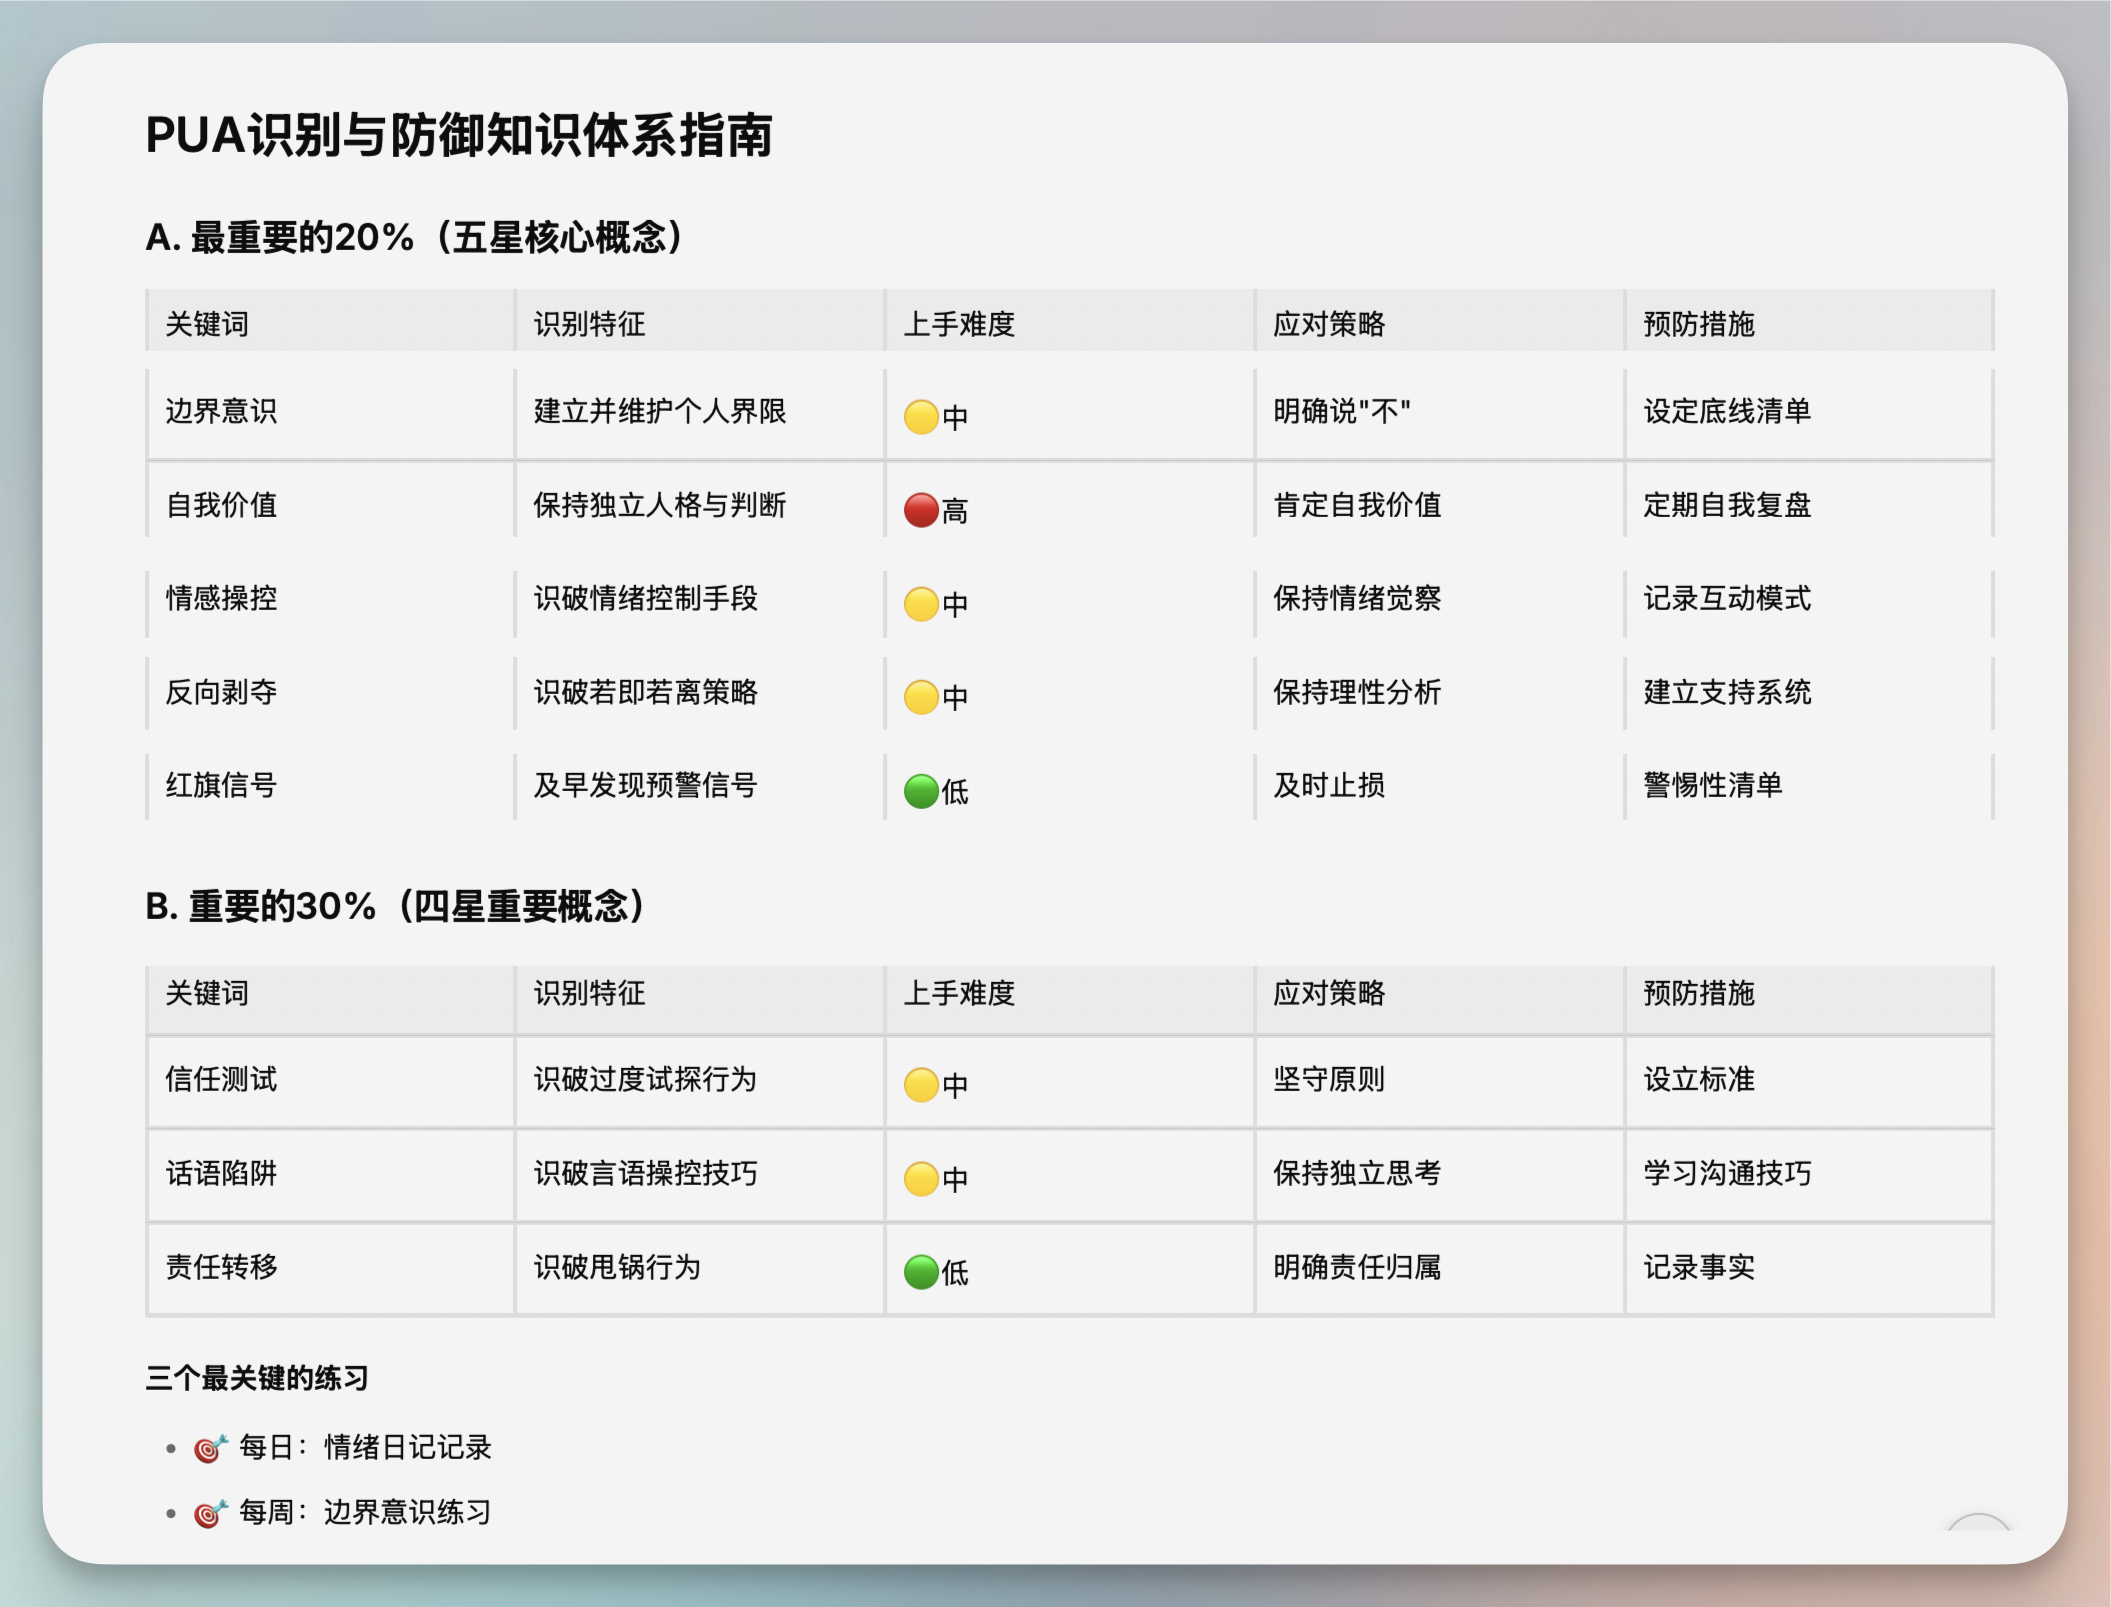 PUA识别与防御知识体系指南
A. 最重要的20%（五星核心概念）
关键词 识别特征 上手难度 应对策略 预防措施
边界意识 建立并维护个人界限 🟡中 明确说"不" 设定底线清单
自我价值 保持独立人格与判断 🔴高 肯定自我价值 定期自我复盘
情感操控 识破情绪控制手段 🟡中 保持情绪觉察 记录互动模式
反向剥夺 识破若即若离策略 🟡中 保持理性分析 建立支持系统
红旗信号 及早发现预警信号 🟢低 及时止损 警惕性清单
B. 重要的30%（四星重要概念）
关键词 识别特征 上手难度 应对策略 预防措施
信任测试 识破过度试探行为 🟡中 坚守原则 设立标准
话语陷阱 识破言语操控技巧 🟡中 保持独立思考 学习沟通技巧
责任转移 识破甩锅行为 🟢低 明确责任归属 记录事实
三个最关键的练习
• 🎯 每日：情绪日记记录
• 🎯 每周：边界意识练习